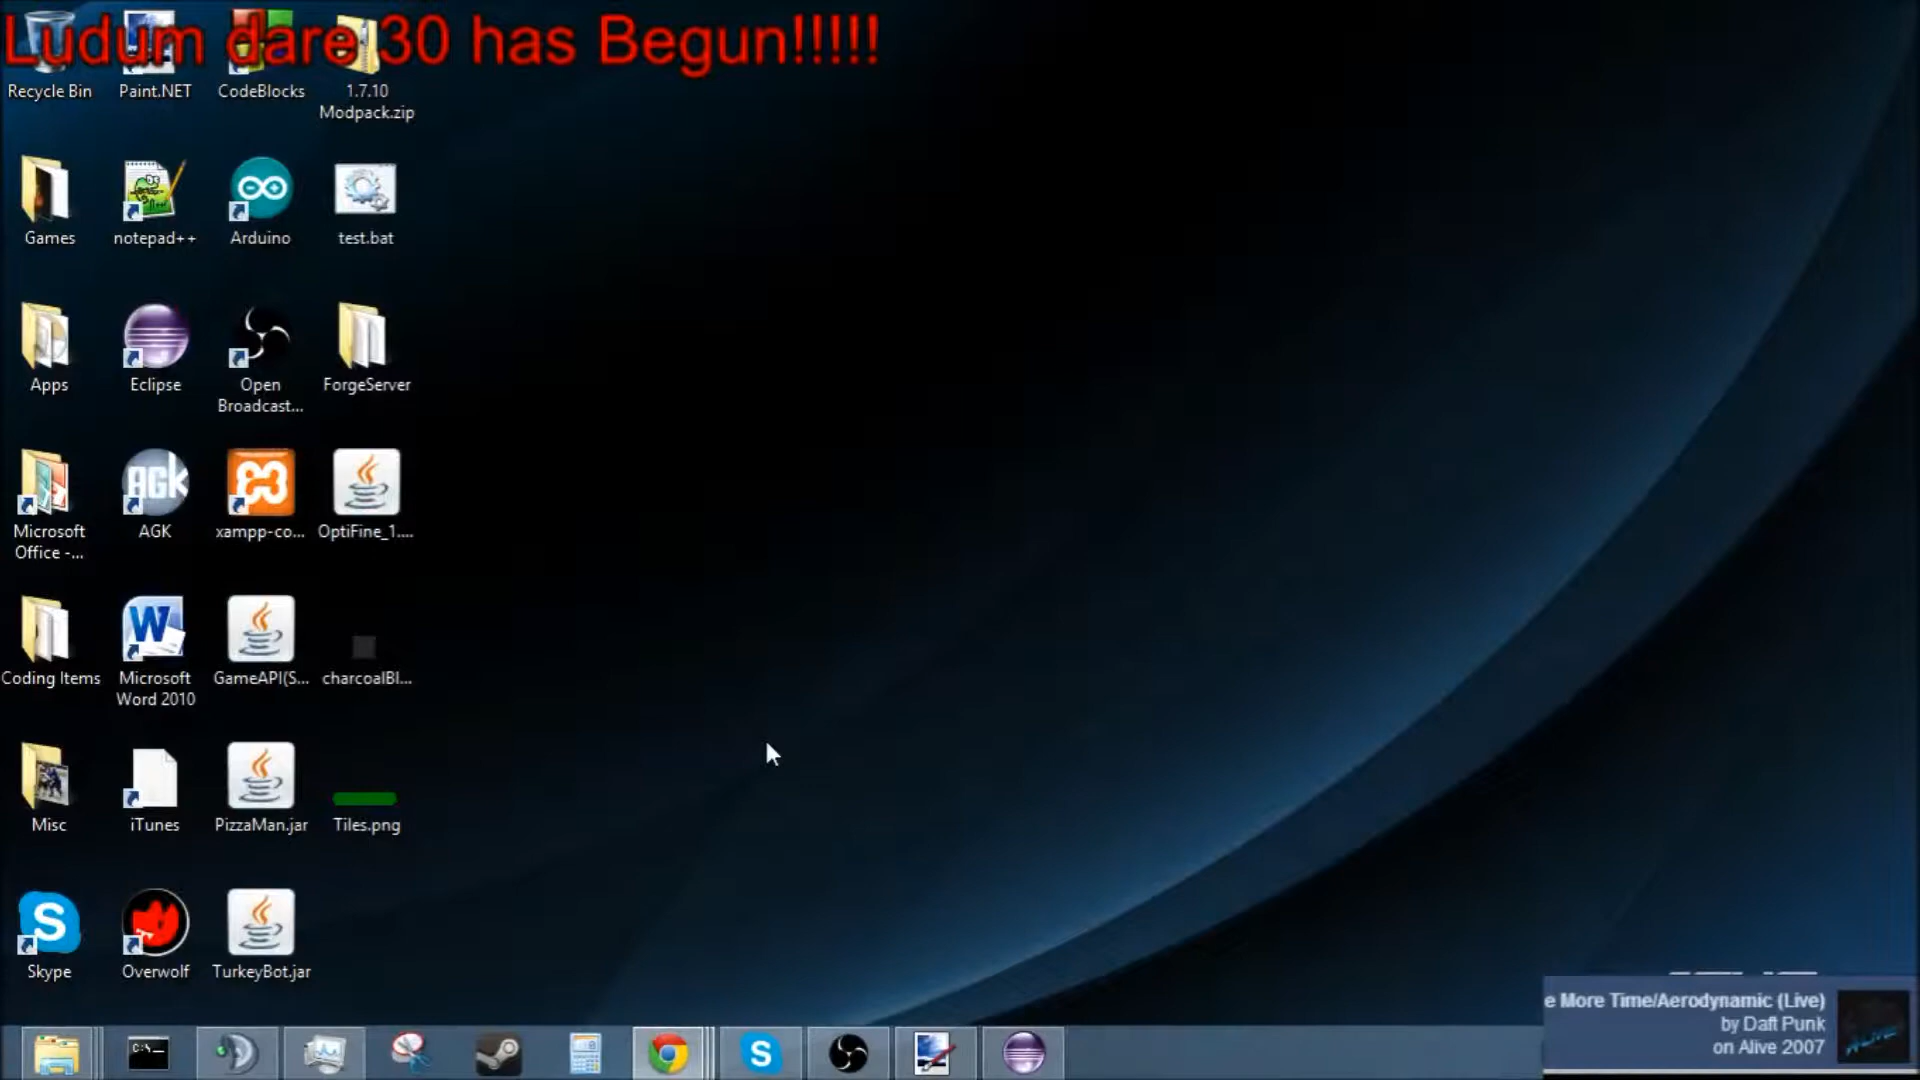 Ludum dare 30 has Begun!!!!!
Recycle Bin
Paint.NET
CodeBlocks
1.7.10
Modpack.zip
Games
notepad++
Arduino
test.bat
Apps
Eclipse
Open
Broadcast...
ForgeServer
AGK
Microsoft
Office -...
AGK
xampp-co...
OptiFine_1....
Coding Items
W
Microsoft
Word 2010
GameAPI(S...
charcoalBl...
Misc
iTunes
PizzaMan.jar
Tiles.png
S
Skype
Overwolf
TurkeyBot.jar
e More Time/Aerodynamic (Live)
by Daft Punk
on Alive 2007
ALIVE
C:\_
S